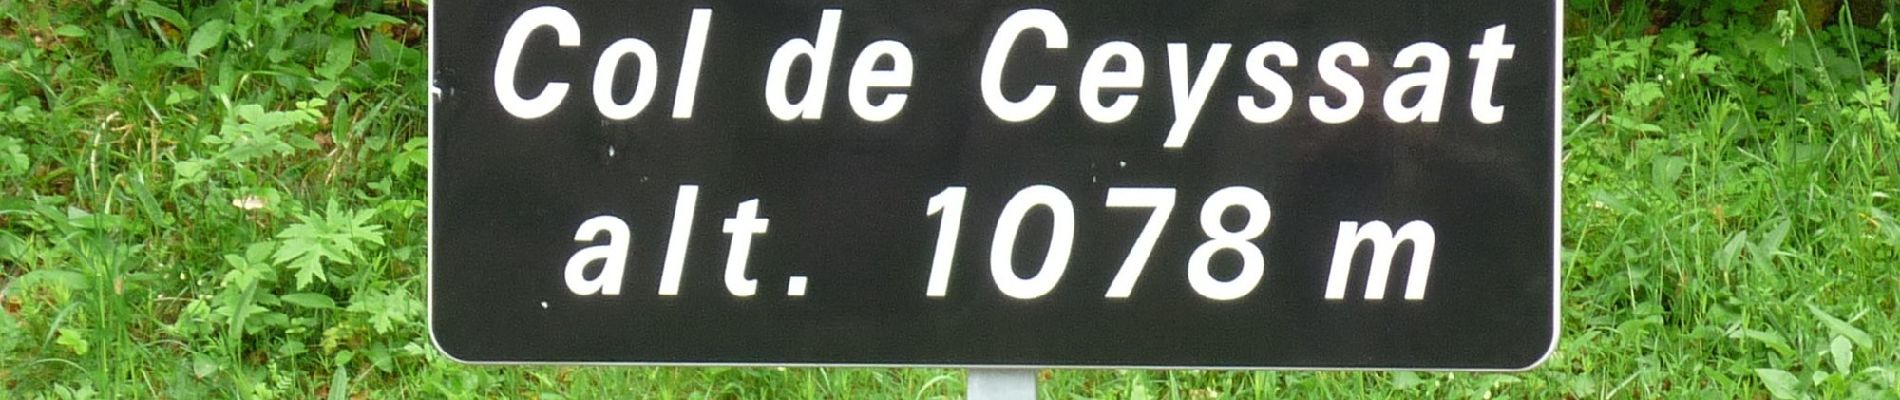 Col de Ceyssat
alt. 1078 m